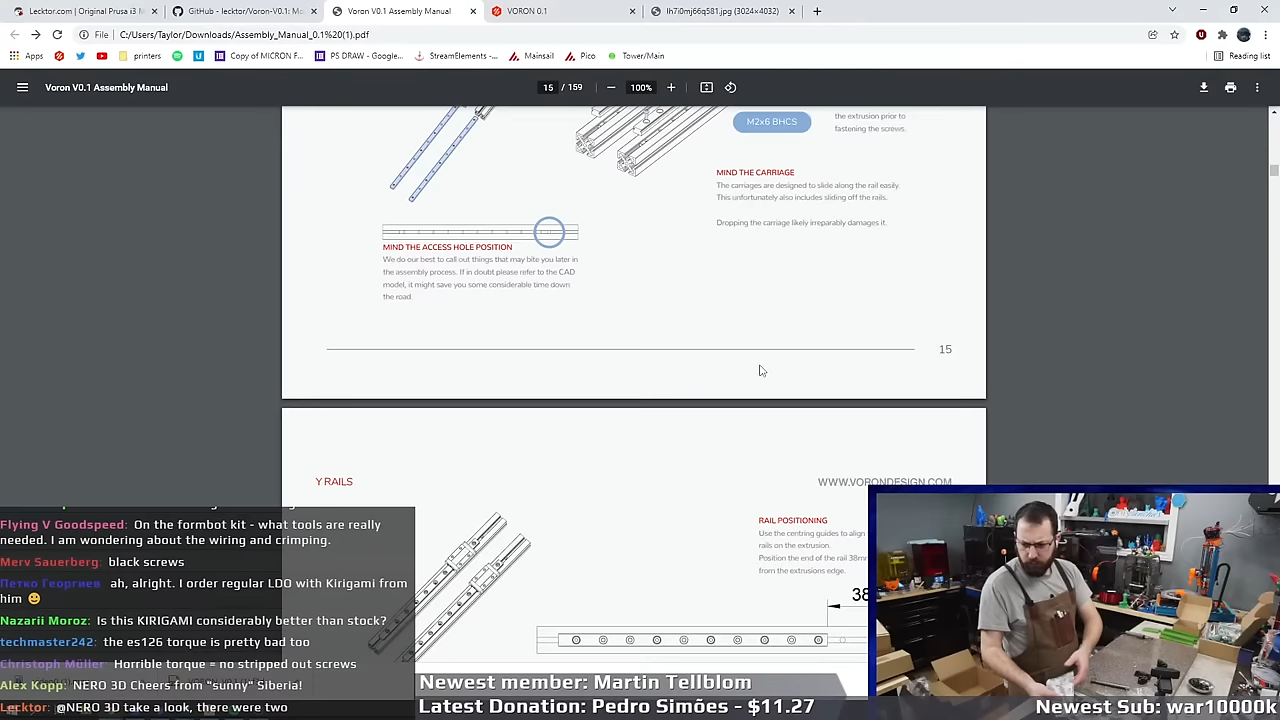 Lecktor.com | Original Prusa i3 M
GitHub - Lecktor/Voron-V0.1: Mo
Voron V0.1 Assembly Manual
VORON 0.1
lh7i0mj66q581.jpg (3024×4032)
File
C:/Users/Taylor/Downloads/Assembly_Manual_0.1%20(1).pdf
Apps
printers
Copy of MICRON F...
PS DRAW - Google...
StreamElements - ...
Mainsail
Pico
Tower/Main
Reading list
Voron V0.1 Assembly Manual
15 / 159
100%
M2x6 BHCS
the extrusion prior to
fastening the screws.
MIND THE CARRIAGE
The carriages are designed to slide along the rail easily.
This unfortunately also includes sliding off the rails.
Dropping the carriage likely irreparably damages it.
MIND THE ACCESS HOLE POSITION
We do our best to call out things that may bite you later in
the assembly process. If in doubt please refer to the CAD
model, it might save you some considerable time down
the road
15
Y RAILS
WWW.VORONDESIGN.COM
RAIL POSITIONING
Use the centring guides to align
rails on the extrusion.
Position the end of the rail 38m
from the extrusions edge.
38
Flying V Goodspeed: On the formbot kit - what tools are really
needed. I am wondering about the wiring and crimping.
Merv Sauerberg: blark screws
Петко Георгиев ah, alright. I order regular LDO with Kirigami from
him
Nazarii Moroz: Is this KIRIGAMI considerably better than stock?
techmaster242: the es126 torque is pretty bad too
Christoph Müller Horrible torque = no stripped out screws
Alex Kopp: NERO 3D Cheers from "sunny" Siberia!
Lecktor: @NERO 3D take a look, there were two
Newest member: Martin Tellblom
Latest Donation: Pedro Simões - $11.27
Newest Sub: war10000k